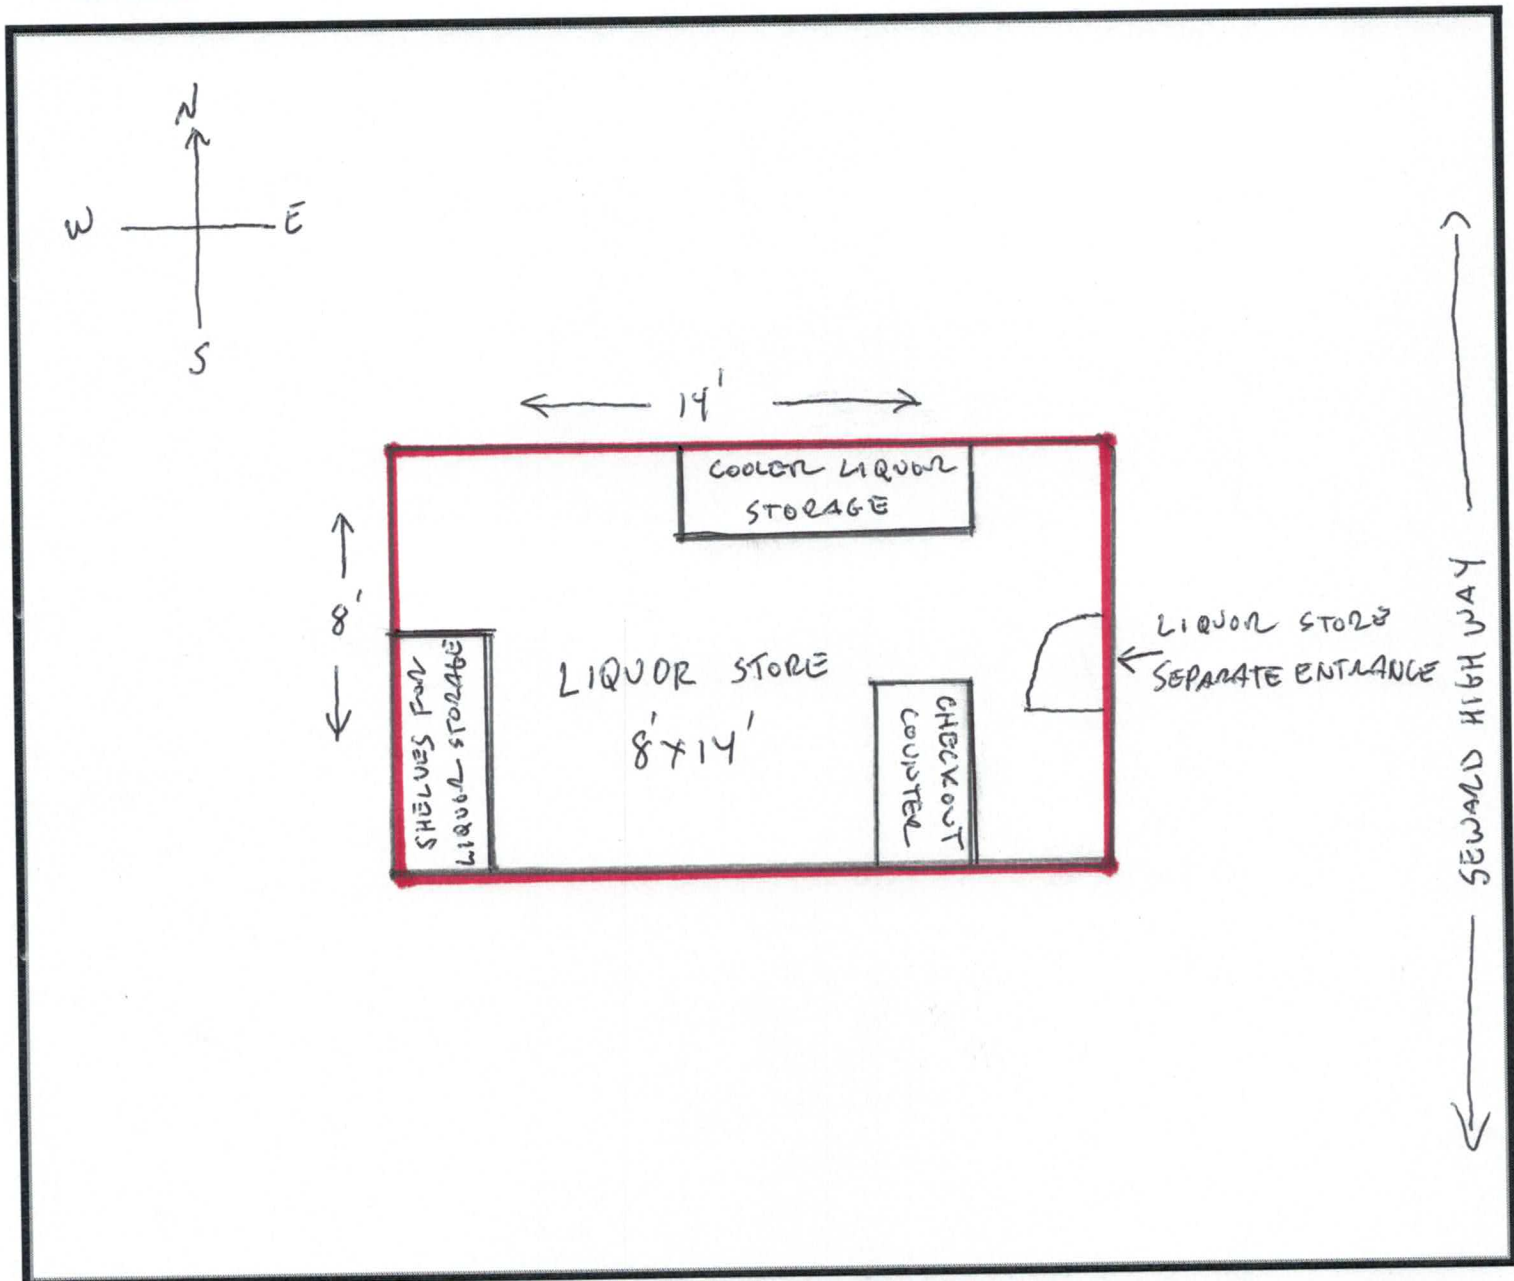 N
W E
S
14'
COOLER LIQUOR
STORAGE
8'
LIQUOR STORE
8'X14'
SHELVES FOR
LIQUOR STORAGE
CHECKOUT
COUNTER
LIQUOR STORE
SEPARATE ENTRANCE
SEWARD HIGHWAY